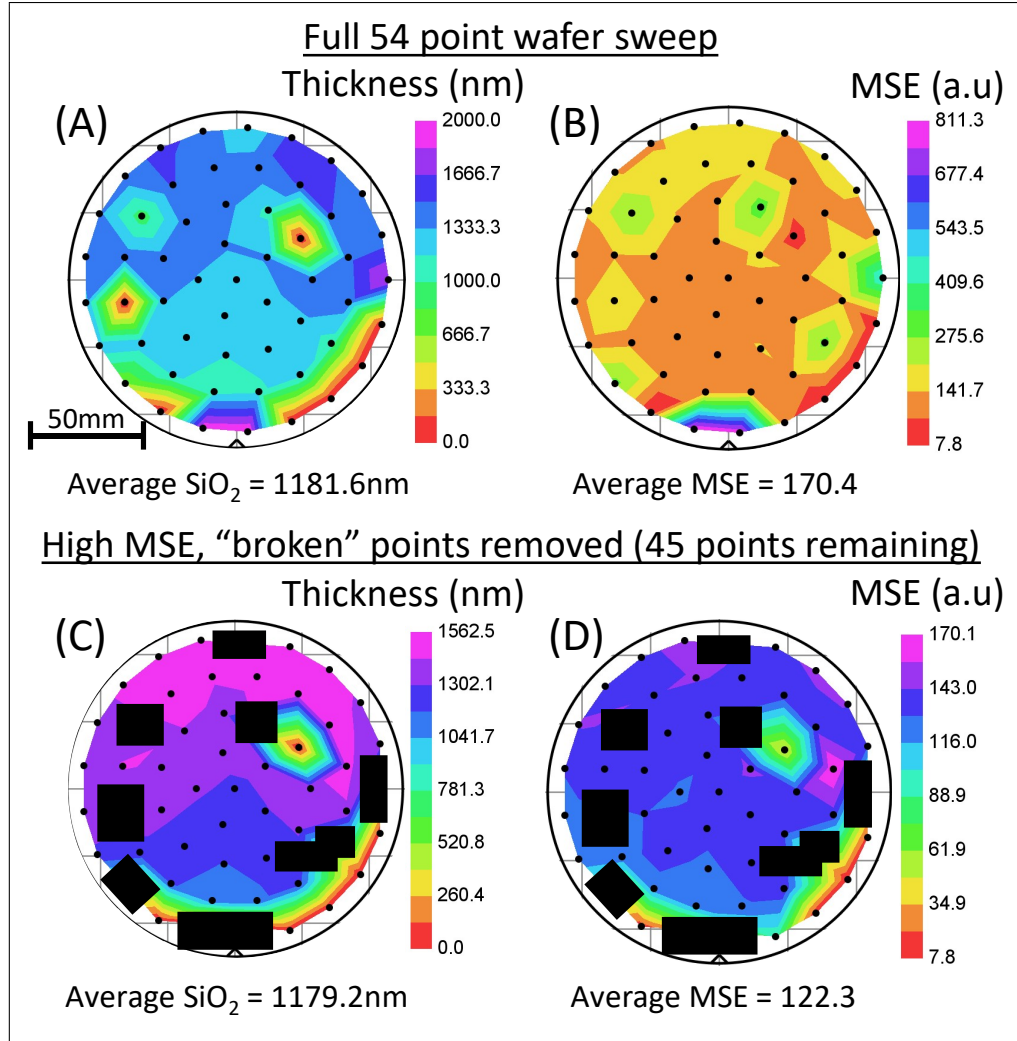 Full 54 point wafer sweep
Thickness (nm)
MSE (a.u)
(A)
(B)
2000.0
1666.7
1333.3
1000.0
666.7
333.3
0.0
811.3
677.4
543.5
409.6
275.6
141.7
7.8
50mm
Average SiO₂ = 1181.6nm
Average MSE = 170.4
High MSE, “broken” points removed (45 points remaining)
Thickness (nm)
MSE (a.u)
(C)
(D)
1562.5
1302.1
1041.7
781.3
520.8
260.4
0.0
170.1
143.0
116.0
88.9
61.9
34.9
7.8
Average SiO₂ = 1179.2nm
Average MSE = 122.3